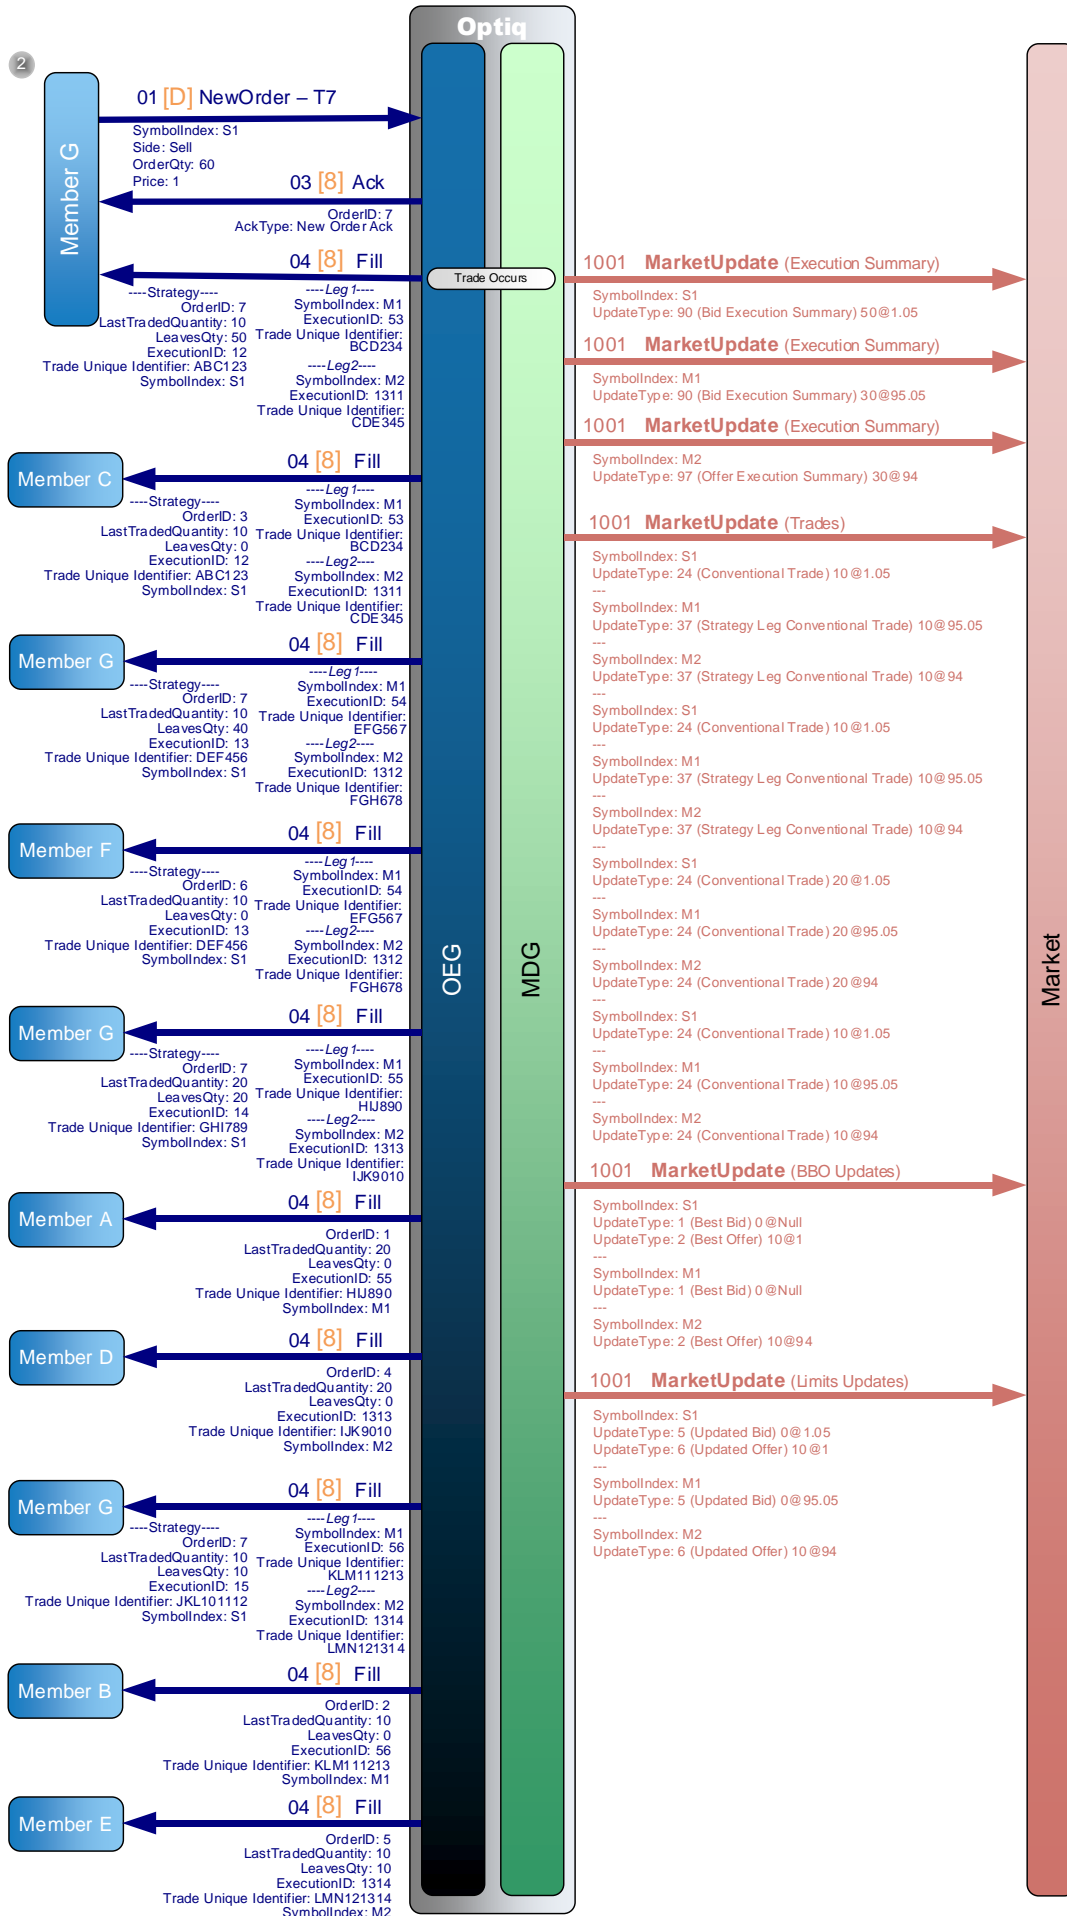 Optiq
2
Member G
01 [D] NewOrder – T7
SymbolIndex: S1
Side: Sell
OrderQty: 60
Price: 1
03 [8] Ack
OrderID: 7
AckType: New Order Ack
04 [8] Fill
Trade Occurs
----Strategy----
OrderID: 7
LastTradedQuantity: 10
LeavesQty: 50
ExecutionID: 12
Trade Unique Identifier: ABC123
SymbolIndex: S1
----Leg1----
SymbolIndex: M1
ExecutionID: 53
Trade Unique Identifier:
BCD234
----Leg2----
SymbolIndex: M2
ExecutionID: 1311
Trade Unique Identifier:
CDE345
Member C
04 [8] Fill
----Strategy----
OrderID: 3
LastTradedQuantity: 10
LeavesQty: 0
ExecutionID: 12
Trade Unique Identifier: ABC123
SymbolIndex: S1
----Leg1----
SymbolIndex: M1
ExecutionID: 53
Trade Unique Identifier:
BCD234
----Leg2----
SymbolIndex: M2
ExecutionID: 1311
Trade Unique Identifier:
CDE345
Member G
04 [8] Fill
----Strategy----
OrderID: 7
LastTradedQuantity: 10
LeavesQty: 40
ExecutionID: 13
Trade Unique Identifier: DEF456
SymbolIndex: S1
----Leg1----
SymbolIndex: M1
ExecutionID: 54
Trade Unique Identifier:
EFG567
----Leg2----
SymbolIndex: M2
ExecutionID: 1312
Trade Unique Identifier:
FGH678
Member F
04 [8] Fill
----Strategy----
OrderID: 6
LastTradedQuantity: 10
LeavesQty: 0
ExecutionID: 13
Trade Unique Identifier: DEF456
SymbolIndex: S1
----Leg1----
SymbolIndex: M1
ExecutionID: 54
Trade Unique Identifier:
EFG567
----Leg2----
SymbolIndex: M2
ExecutionID: 1312
Trade Unique Identifier:
FGH678
Member G
04 [8] Fill
----Strategy----
OrderID: 7
LastTradedQuantity: 20
LeavesQty: 20
ExecutionID: 14
Trade Unique Identifier: GHI789
SymbolIndex: S1
----Leg1----
SymbolIndex: M1
ExecutionID: 55
Trade Unique Identifier:
HIJ890
----Leg2----
SymbolIndex: M2
ExecutionID: 1313
Trade Unique Identifier:
IJK9010
Member A
04 [8] Fill
OrderID: 1
LastTradedQuantity: 20
LeavesQty: 0
ExecutionID: 55
Trade Unique Identifier: HIJ890
SymbolIndex: M1
Member D
04 [8] Fill
OrderID: 4
LastTradedQuantity: 20
LeavesQty: 0
ExecutionID: 1313
Trade Unique Identifier: IJK9010
SymbolIndex: M2
Member G
04 [8] Fill
----Strategy----
OrderID: 7
LastTradedQuantity: 10
LeavesQty: 10
ExecutionID: 15
Trade Unique Identifier: JKL101112
SymbolIndex: S1
----Leg1----
SymbolIndex: M1
ExecutionID: 56
Trade Unique Identifier:
KLM111213
----Leg2----
SymbolIndex: M2
ExecutionID: 1314
Trade Unique Identifier:
LMN121314
Member B
04 [8] Fill
OrderID: 2
LastTradedQuantity: 10
LeavesQty: 0
ExecutionID: 56
Trade Unique Identifier: KLM111213
SymbolIndex: M1
Member E
04 [8] Fill
OrderID: 5
LastTradedQuantity: 10
LeavesQty: 10
ExecutionID: 1314
Trade Unique Identifier: LMN121314
SymbolIndex: M2
OEG
MDG
1001 MarketUpdate (Execution Summary)
SymbolIndex: S1
UpdateType: 90 (Bid Execution Summary) 50@1.05
1001 MarketUpdate (Execution Summary)
SymbolIndex: M1
UpdateType: 90 (Bid Execution Summary) 30@95.05
1001 MarketUpdate (Execution Summary)
SymbolIndex: M2
UpdateType: 97 (Offer Execution Summary) 30@94
1001 MarketUpdate (Trades)
SymbolIndex: S1
UpdateType: 24 (Conventional Trade) 10@1.05
---
SymbolIndex: M1
UpdateType: 37 (Strategy Leg Conventional Trade) 10@95.05
---
SymbolIndex: M2
UpdateType: 37 (Strategy Leg Conventional Trade) 10@94
---
SymbolIndex: S1
UpdateType: 24 (Conventional Trade) 10@1.05
---
SymbolIndex: M1
UpdateType: 37 (Strategy Leg Conventional Trade) 10@95.05
---
SymbolIndex: M2
UpdateType: 37 (Strategy Leg Conventional Trade) 10@94
---
SymbolIndex: S1
UpdateType: 24 (Conventional Trade) 20@1.05
---
SymbolIndex: M1
UpdateType: 24 (Conventional Trade) 20@95.05
---
SymbolIndex: M2
UpdateType: 24 (Conventional Trade) 20@94
---
SymbolIndex: S1
UpdateType: 24 (Conventional Trade) 10@1.05
---
SymbolIndex: M1
UpdateType: 24 (Conventional Trade) 10@95.05
---
SymbolIndex: M2
UpdateType: 24 (Conventional Trade) 10@94
1001 MarketUpdate (BBO Updates)
SymbolIndex: S1
UpdateType: 1 (Best Bid) 0@Null
UpdateType: 2 (Best Offer) 10@1
---
SymbolIndex: M1
UpdateType: 1 (Best Bid) 0@Null
---
SymbolIndex: M2
UpdateType: 2 (Best Offer) 10@94
1001 MarketUpdate (Limits Updates)
SymbolIndex: S1
UpdateType: 5 (Updated Bid) 0@1.05
UpdateType: 6 (Updated Offer) 10@1
---
SymbolIndex: M1
UpdateType: 5 (Updated Bid) 0@95.05
---
SymbolIndex: M2
UpdateType: 6 (Updated Offer) 10@94
Market